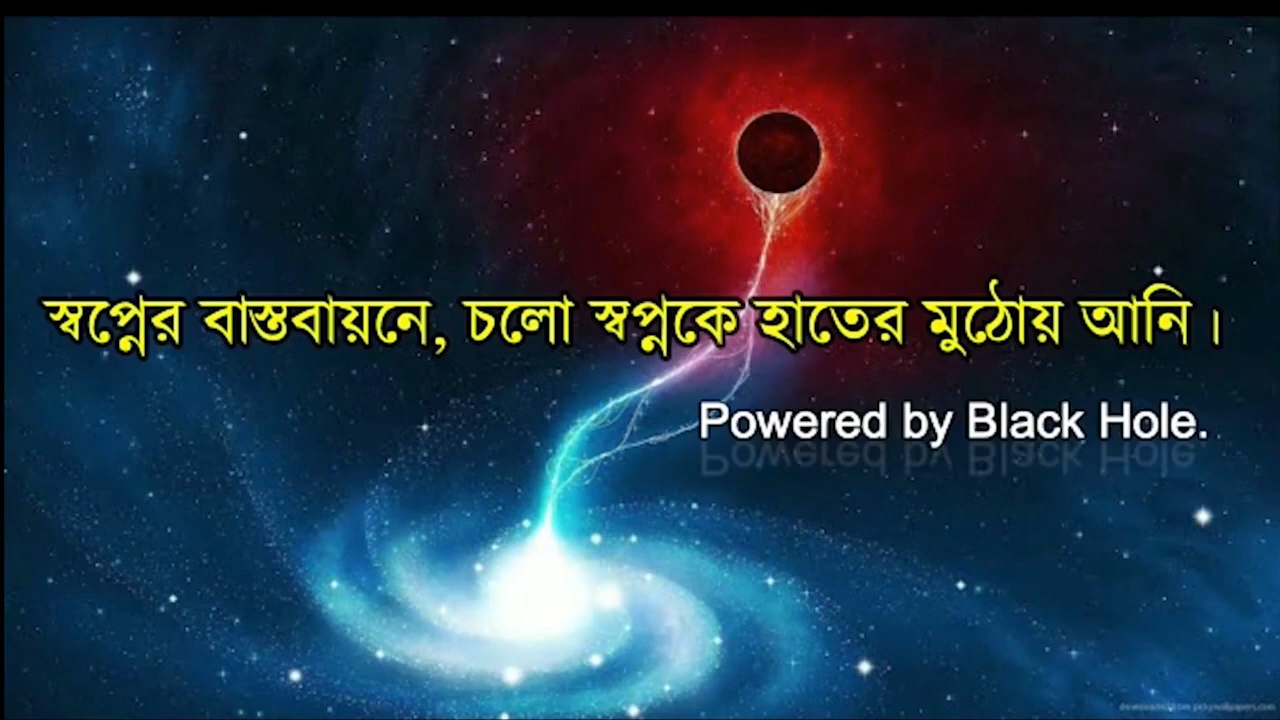 স্বপ্নের বাস্তবায়নে, চলো স্বপ্নকে হাতের মুঠোয় আনি।
Powered by Black Hole.